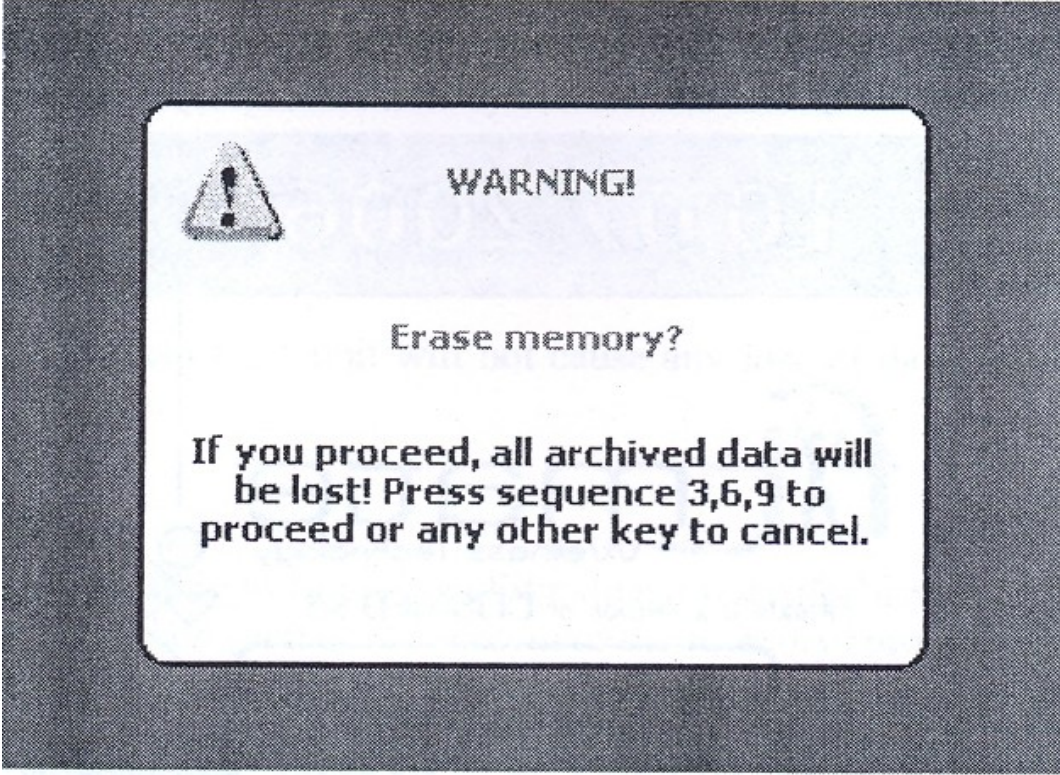 WARNING!
Erase memory?
If you proceed, all archived data will
be lost! Press sequence 3,6,9 to
proceed or any other key to cancel.